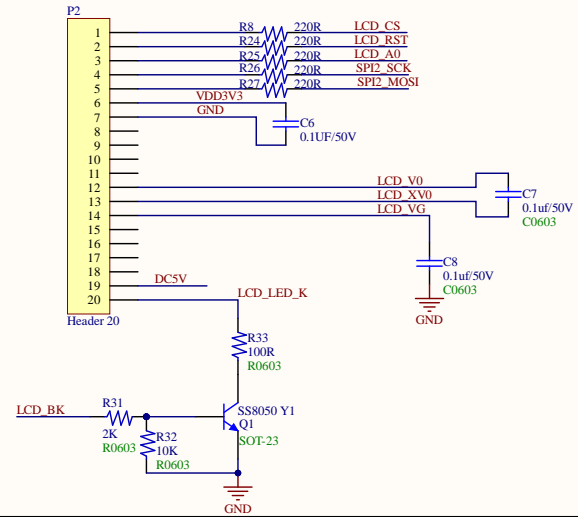 P2
1 R8 220R LCD_CS
2 R24 220R LCD_RST
3 R25 220R LCD_A0
4 R26 220R SPI2_SCK
5 R27 220R SPI2_MOSI
6 VDD3V3
7 GND
C6
0.1UF/50V
8
9
10
11
12 LCD_V0
13 LCD_XV0
14 LCD_VG
C7
0.1uf/50V
C0603
15
16
17
18
19 DC5V
20 LCD_LED_K
Header 20
C8
0.1uf/50V
C0603
GND
R33
100R
R0603
LCD_BK
R31
2K
R0603
R32
10K
R0603
SS8050 Y1
Q1
SOT-23
GND